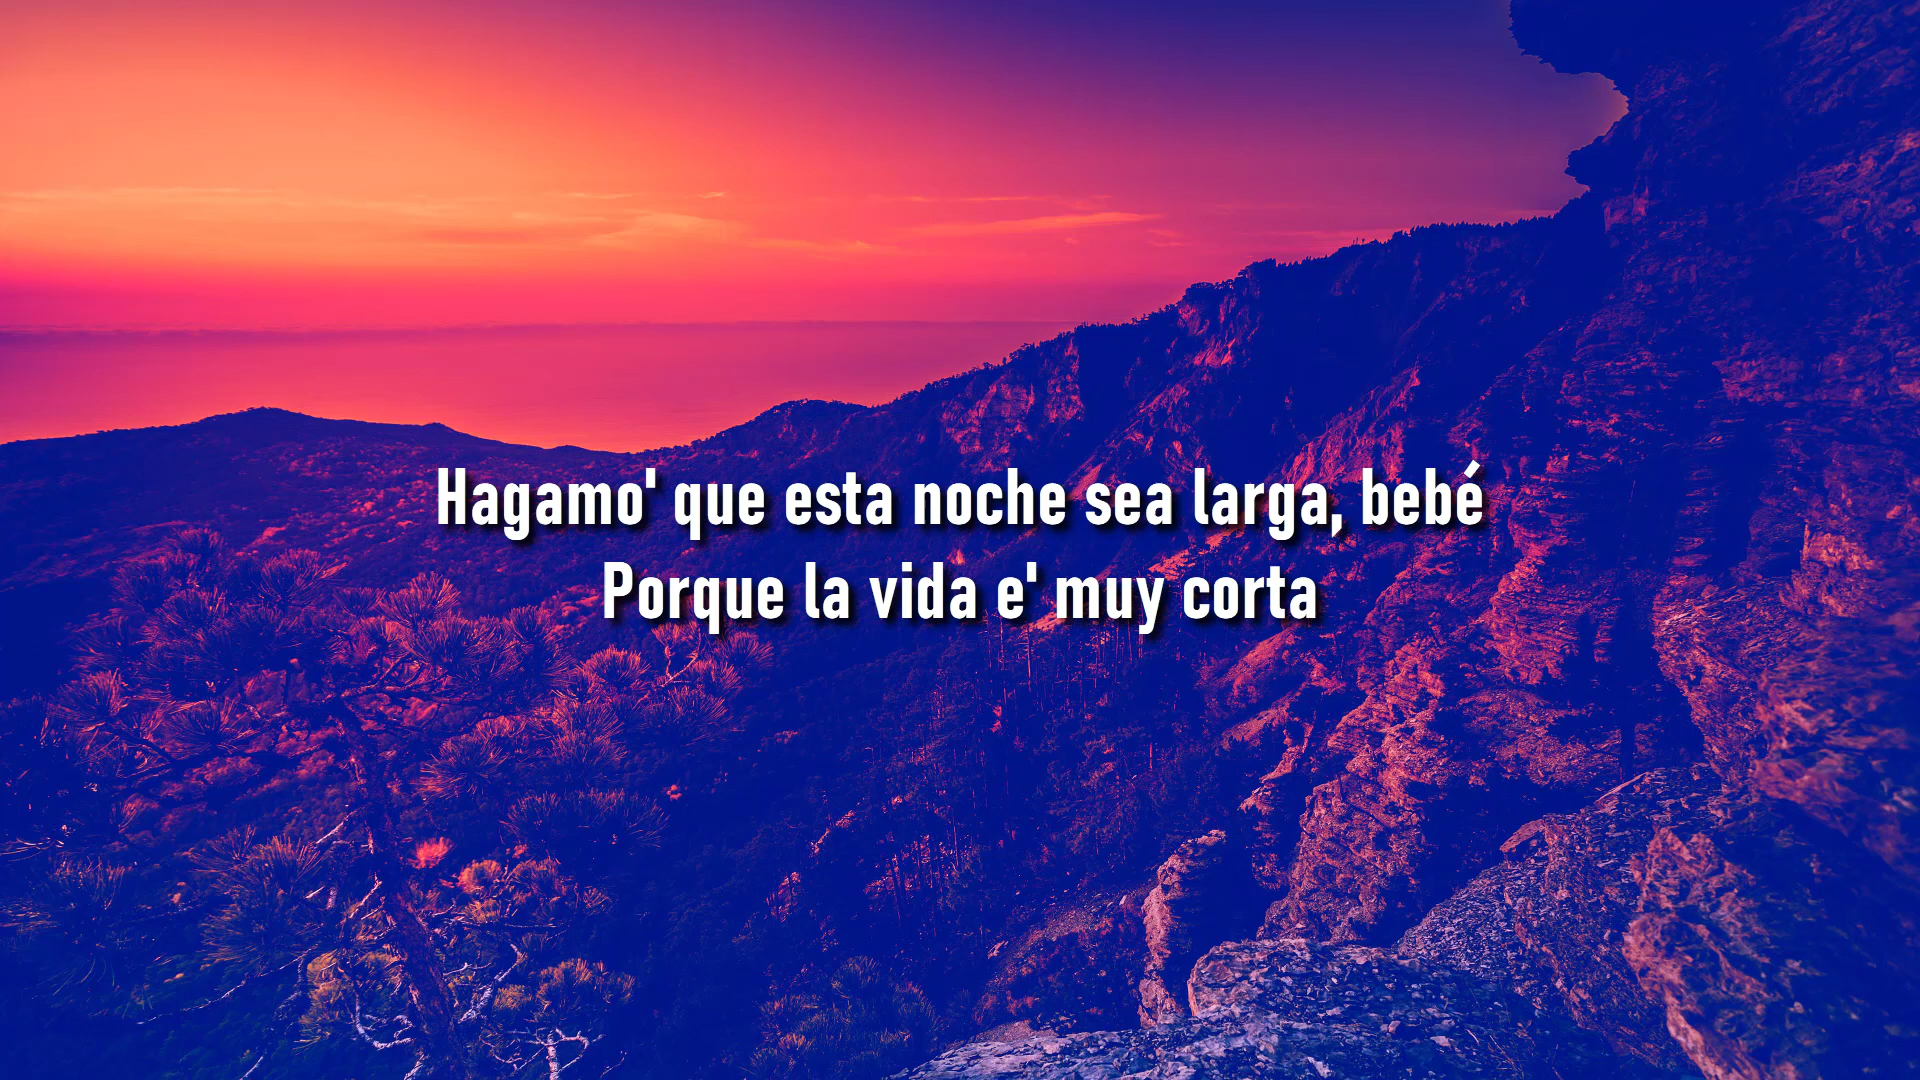 Hagamo' que esta noche sea larga, bebé
Porque la vida e' muy corta